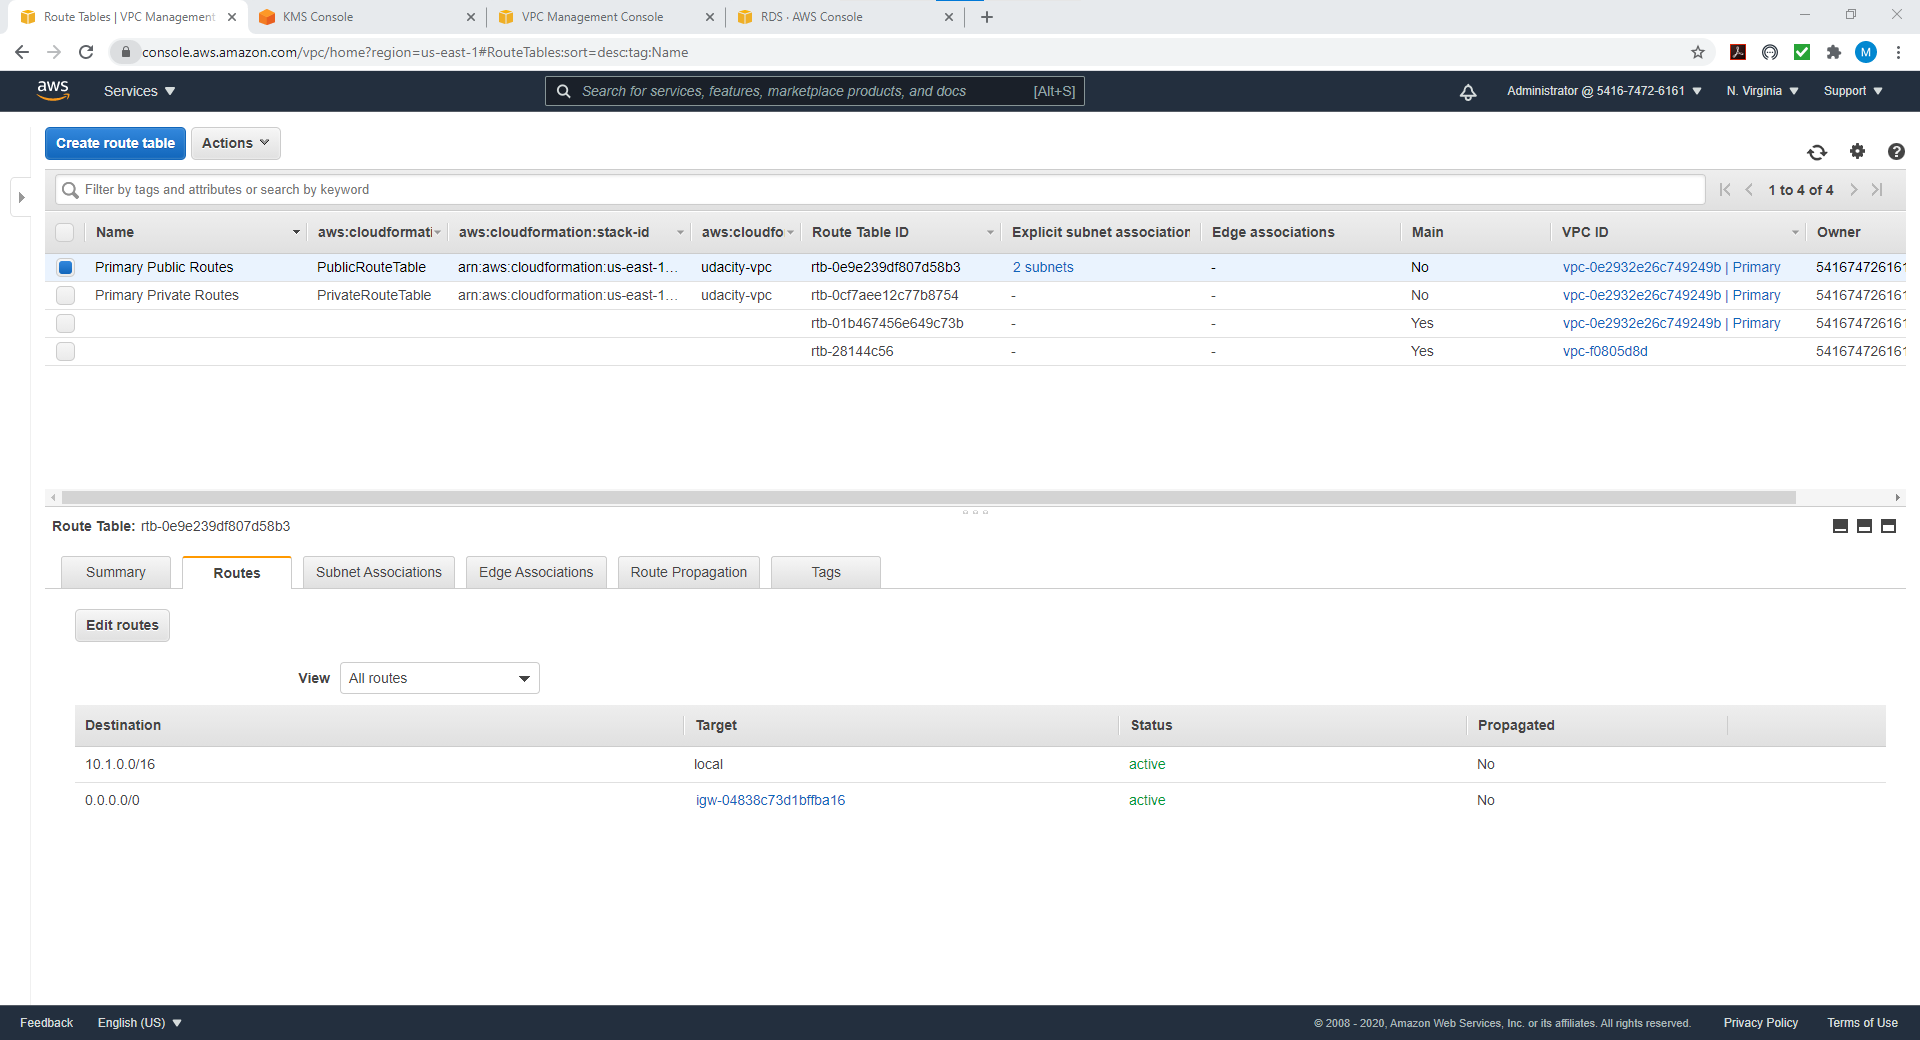 Route Tables | VPC Management
KMS Console
VPC Management Console
RDS · AWS Console
console.aws.amazon.com/vpc/home?region=us-east-1#RouteTables:sort=desc:tag:Name
M
aws
Services
Search for services, features, marketplace products, and docs
[Alt+S]
Administrator @ 5416-7472-6161
N. Virginia
Support
Create route table
Actions
Filter by tags and attributes or search by keyword
1 to 4 of 4
Name aws:cloudformati aws:cloudformation:stack-id aws:cloudfo Route Table ID Explicit subnet association Edge associations Main VPC ID Owner
Primary Public Routes PublicRouteTable arn:aws:cloudformation:us-east-1... udacity-vpc rtb-0e9e239df807d58b3 2 subnets - No vpc-0e2932e26c749249b | Primary 541674726161
Primary Private Routes PrivateRouteTable arn:aws:cloudformation:us-east-1... udacity-vpc rtb-0cf7aee12c77b8754 - - No vpc-0e2932e26c749249b | Primary 541674726161
rtb-01b467456e649c73b - - Yes vpc-0e2932e26c749249b | Primary 541674726161
rtb-28144c56 - - Yes vpc-f0805d8d 541674726161
Route Table: rtb-0e9e239df807d58b3
Summary
Routes
Subnet Associations
Edge Associations
Route Propagation
Tags
Edit routes
View All routes
Destination Target Status Propagated
10.1.0.0/16 local active No
0.0.0.0/0 igw-04838c73d1bffba16 active No
Feedback
English (US)
© 2008 - 2020, Amazon Web Services, Inc. or its affiliates. All rights reserved.
Privacy Policy
Terms of Use